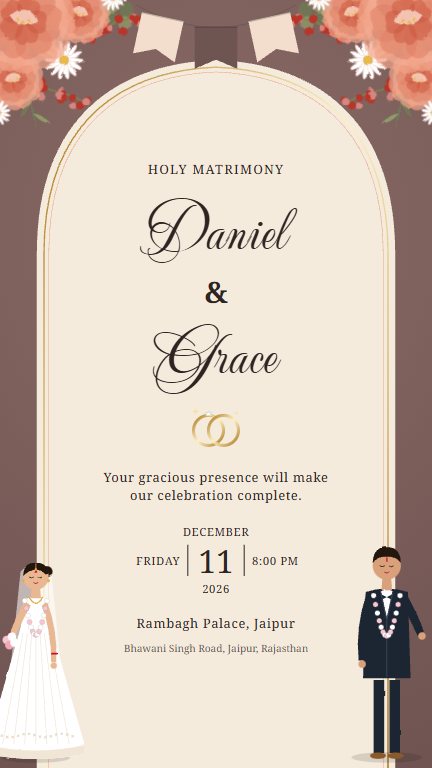 HOLY MATRIMONY
Daniel
&
Grace
Your gracious presence will make
our celebration complete.
DECEMBER
FRIDAY 11 8:00 PM
2026
Rambagh Palace, Jaipur
Bhawani Singh Road, Jaipur, Rajasthan